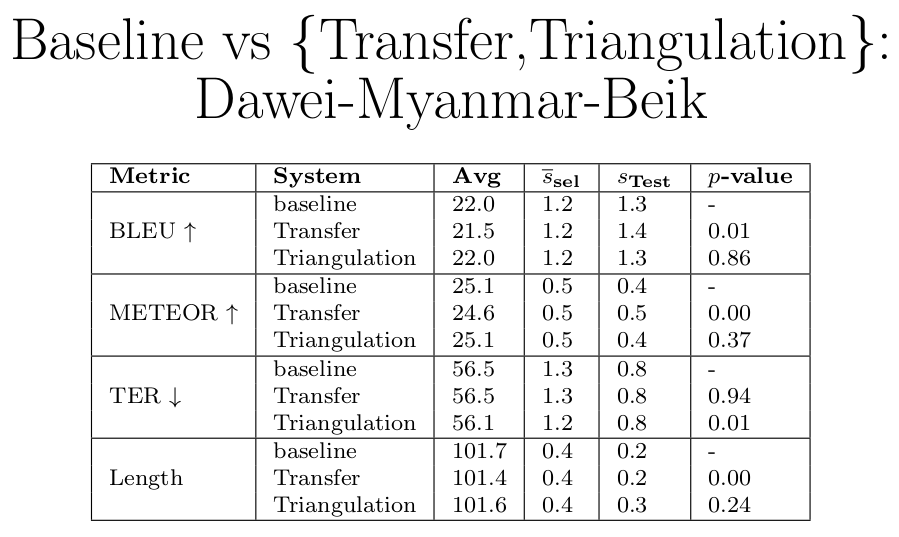 Baseline vs {Transfer,Triangulation}:
Dawei-Myanmar-Beik
Metric System Avg s̅sel sTest p-value
baseline 22.0 1.2 1.3 -
BLEU ↑ Transfer 21.5 1.2 1.4 0.01
Triangulation 22.0 1.2 1.3 0.86
baseline 25.1 0.5 0.4 -
METEOR ↑ Transfer 24.6 0.5 0.5 0.00
Triangulation 25.1 0.5 0.4 0.37
baseline 56.5 1.3 0.8 -
TER ↓ Transfer 56.5 1.3 0.8 0.94
Triangulation 56.1 1.2 0.8 0.01
baseline 101.7 0.4 0.2 -
Length Transfer 101.4 0.4 0.2 0.00
Triangulation 101.6 0.4 0.3 0.24